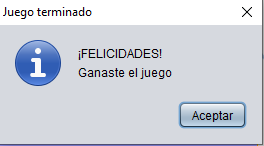 Juego terminado
¡FELICIDADES!
Ganaste el juego
Aceptar